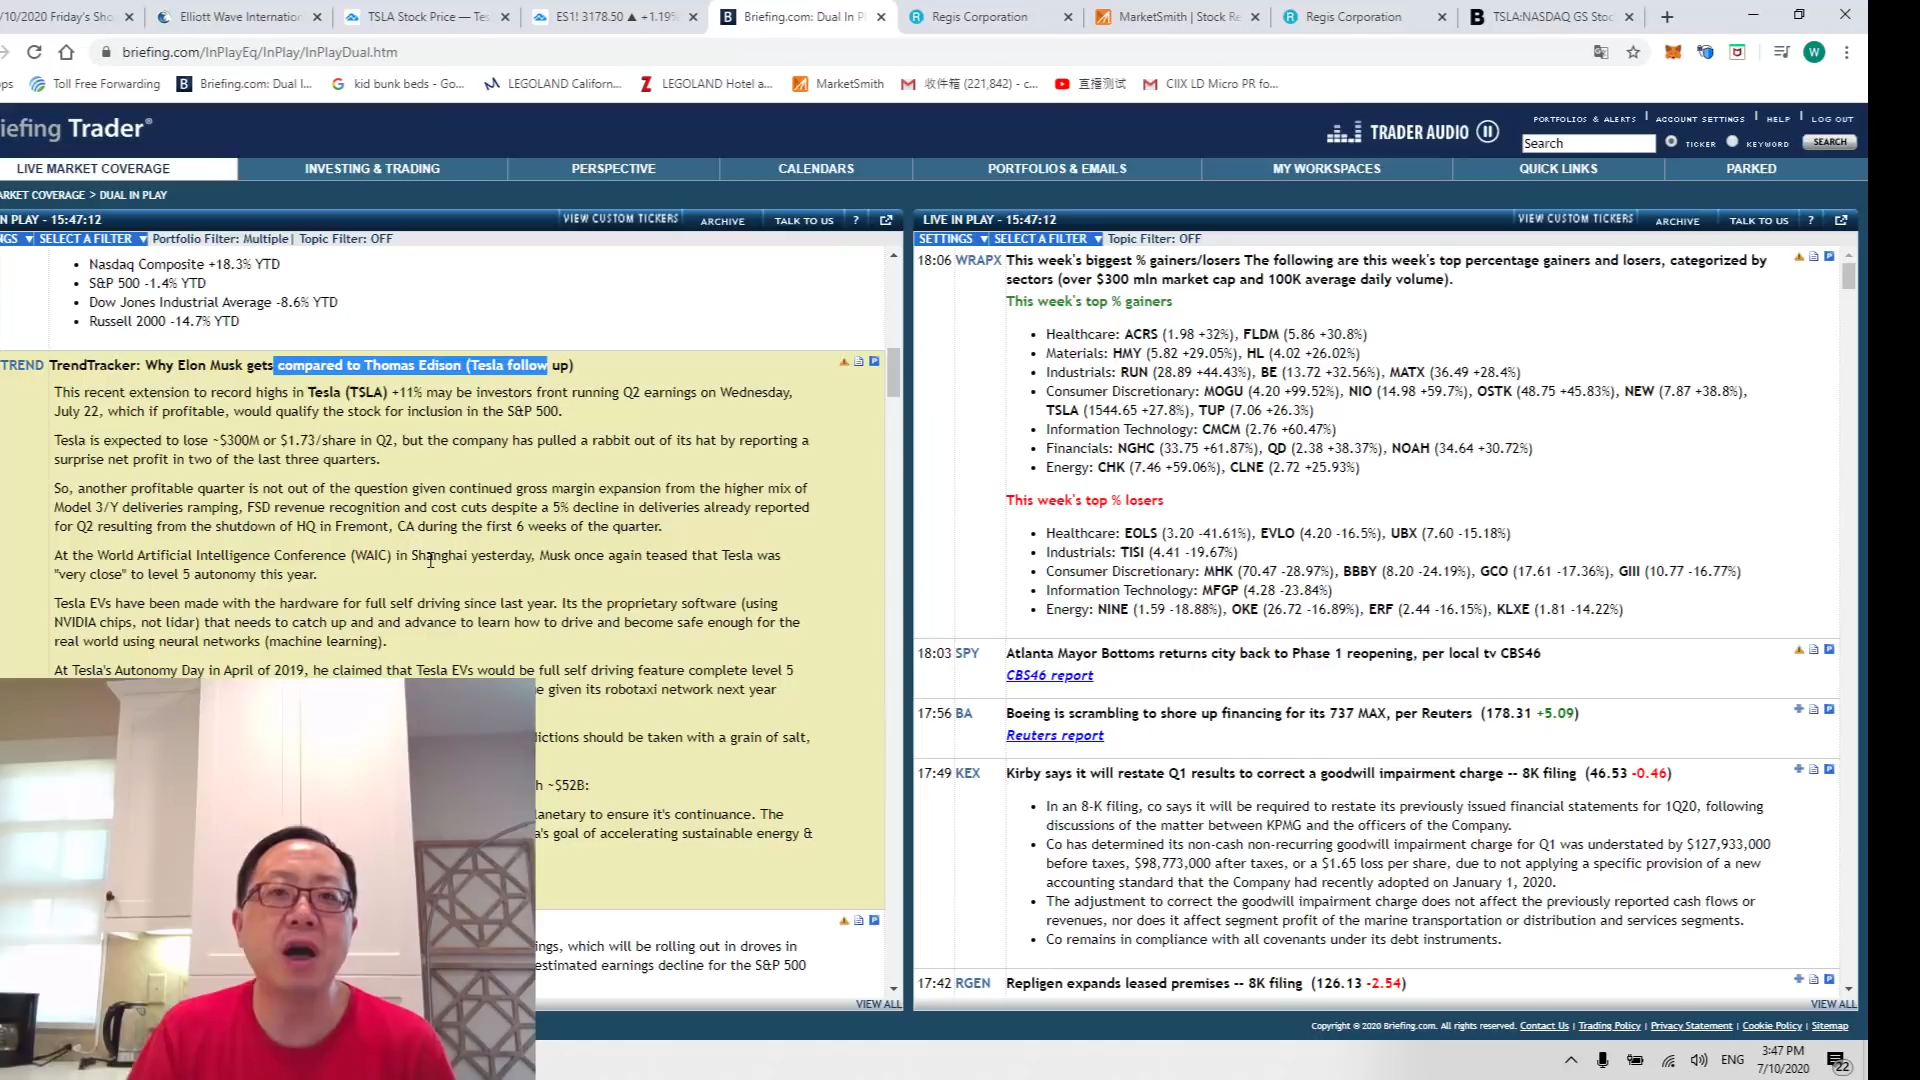 /10/2020 Friday's Sho
Elliott Wave Internation
TSLA Stock Price — Tes
ES1! 3178.50 ▲ +1.19%
Briefing.com: Dual In P
Regis Corporation
MarketSmith | Stock Re
Regis Corporation
TSLA:NASDAQ GS Stoc
briefing.com/InPlayEq/InPlay/InPlayDual.htm
W
ps
Toll Free Forwarding
Briefing.com: Dual I...
kid bunk beds - Go...
LEGOLAND Californ...
LEGOLAND Hotel a...
MarketSmith
收件箱 (221,842) - c...
直播测试
CIIX LD Micro PR fo...
riefing Trader®
TRADER AUDIO
PORTFOLIOS & ALERTS | ACCOUNT SETTINGS | HELP | LOG OUT
Search
TICKER
KEYWORD
SEARCH
LIVE MARKET COVERAGE
INVESTING & TRADING
PERSPECTIVE
CALENDARS
PORTFOLIOS & EMAILS
MY WORKSPACES
QUICK LINKS
PARKED
ARKET COVERAGE > DUAL IN PLAY
N PLAY - 15:47:12
VIEW CUSTOM TICKERS
ARCHIVE
TALK TO US
?
NGS ▼ SELECT A FILTER ▼ Portfolio Filter: Multiple| Topic Filter: OFF
• Nasdaq Composite +18.3% YTD
• S&P 500 -1.4% YTD
• Dow Jones Industrial Average -8.6% YTD
• Russell 2000 -14.7% YTD
TREND TrendTracker: Why Elon Musk gets compared to Thomas Edison (Tesla follow up)
This recent extension to record highs in Tesla (TSLA) +11% may be investors front running Q2 earnings on Wednesday,
July 22, which if profitable, would qualify the stock for inclusion in the S&P 500.
Tesla is expected to lose ~$300M or $1.73/share in Q2, but the company has pulled a rabbit out of its hat by reporting a
surprise net profit in two of the last three quarters.
So, another profitable quarter is not out of the question given continued gross margin expansion from the higher mix of
Model 3/Y deliveries ramping, FSD revenue recognition and cost cuts despite a 5% decline in deliveries already reported
for Q2 resulting from the shutdown of HQ in Fremont, CA during the first 6 weeks of the quarter.
At the World Artificial Intelligence Conference (WAIC) in Shanghai yesterday, Musk once again teased that Tesla was
"very close" to level 5 autonomy this year.
Tesla EVs have been made with the hardware for full self driving since last year. Its the proprietary software (using
NVIDIA chips, not lidar) that needs to catch up and and advance to learn how to drive and become safe enough for the
real world using neural networks (machine learning).
At Tesla's Autonomy Day in April of 2019, he claimed that Tesla EVs would be full self driving feature complete level 5
e given its robotaxi network next year
dictions should be taken with a grain of salt,
h ~$52B:
lanetary to ensure it's continuance. The
a's goal of accelerating sustainable energy &
ings, which will be rolling out in droves in
estimated earnings decline for the S&P 500
VIEW ALL
LIVE IN PLAY - 15:47:12
VIEW CUSTOM TICKERS
ARCHIVE
TALK TO US
?
SETTINGS ▼ SELECT A FILTER ▼ Topic Filter: OFF
18:06 WRAPX This week's biggest % gainers/losers The following are this week's top percentage gainers and losers, categorized by
sectors (over $300 mln market cap and 100K average daily volume).
This week's top % gainers
• Healthcare: ACRS (1.98 +32%), FLDM (5.86 +30.8%)
• Materials: HMY (5.82 +29.05%), HL (4.02 +26.02%)
• Industrials: RUN (28.89 +44.43%), BE (13.72 +32.56%), MATX (36.49 +28.4%)
• Consumer Discretionary: MOGU (4.20 +99.52%), NIO (14.98 +59.7%), OSTK (48.75 +45.83%), NEW (7.87 +38.8%),
TSLA (1544.65 +27.8%), TUP (7.06 +26.3%)
• Information Technology: CMCM (2.76 +60.47%)
• Financials: NGHC (33.75 +61.87%), QD (2.38 +38.37%), NOAH (34.64 +30.72%)
• Energy: CHK (7.46 +59.06%), CLNE (2.72 +25.93%)
This week's top % losers
• Healthcare: EOLS (3.20 -41.61%), EVLO (4.20 -16.5%), UBX (7.60 -15.18%)
• Industrials: TISI (4.41 -19.67%)
• Consumer Discretionary: MHK (70.47 -28.97%), BBBY (8.20 -24.19%), GCO (17.61 -17.36%), GIII (10.77 -16.77%)
• Information Technology: MFGP (4.28 -23.84%)
• Energy: NINE (1.59 -18.88%), OKE (26.72 -16.89%), ERF (2.44 -16.15%), KLXE (1.81 -14.22%)
18:03 SPY Atlanta Mayor Bottoms returns city back to Phase 1 reopening, per local tv CBS46
CBS46 report
17:56 BA Boeing is scrambling to shore up financing for its 737 MAX, per Reuters (178.31 +5.09)
Reuters report
17:49 KEX Kirby says it will restate Q1 results to correct a goodwill impairment charge -- 8K filing (46.53 -0.46)
• In an 8-K filing, co says it will be required to restate its previously issued financial statements for 1Q20, following
discussions of the matter between KPMG and the officers of the Company.
• Co has determined its non-cash non-recurring goodwill impairment charge for Q1 was understated by $127,933,000
before taxes, $98,773,000 after taxes, or a $1.65 loss per share, due to not applying a specific provision of a new
accounting standard that the Company had recently adopted on January 1, 2020.
• The adjustment to correct the goodwill impairment charge does not affect the previously reported cash flows or
revenues, nor does it affect segment profit of the marine transportation or distribution and services segments.
• Co remains in compliance with all covenants under its debt instruments.
17:42 RGEN Repligen expands leased premises -- 8K filing (126.13 -2.54)
VIEW ALL
Copyright © 2020 Briefing.com. All rights reserved. Contact Us | Trading Policy | Privacy Statement | Cookie Policy | Sitemap
ENG
3:47 PM
7/10/2020
22